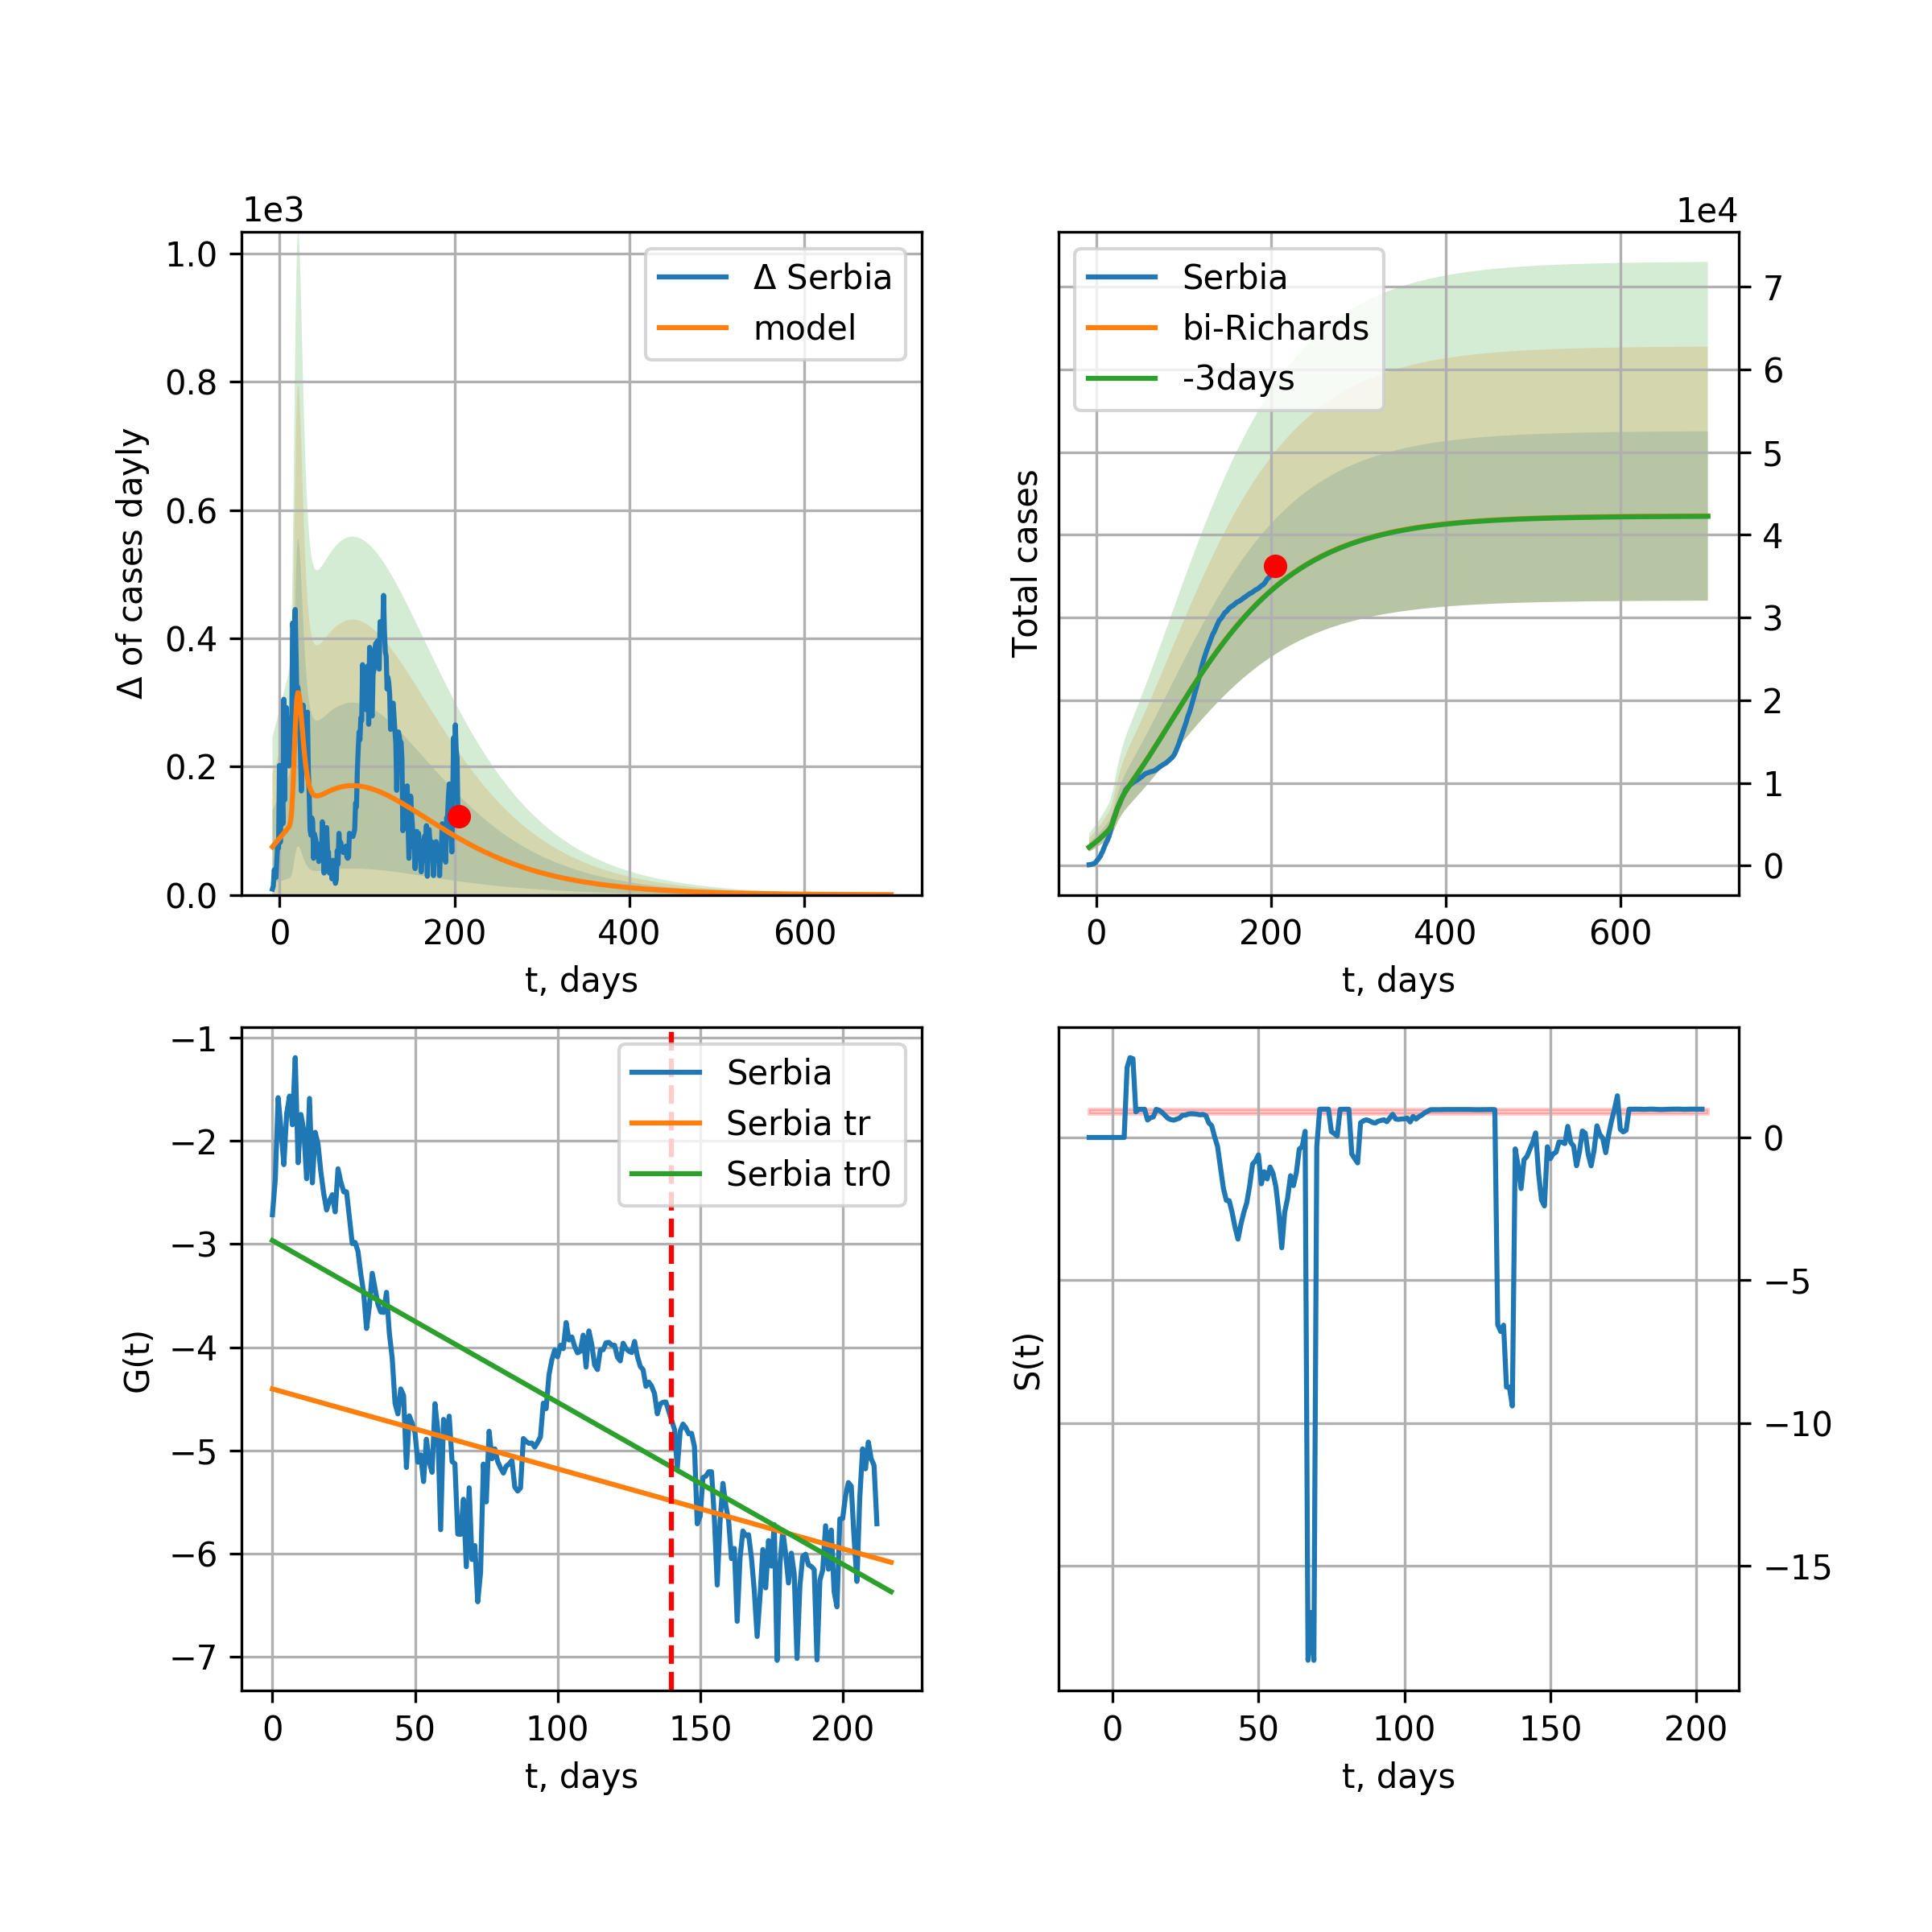 1e3
Δ of cases dayly
1.0
0.8
0.6
0.4
0.2
0.0
Δ Serbia
model
0 200 400 600
t, days
1e4
Total cases
Serbia
bi-Richards
-3days
7
6
5
4
3
2
1
0
0 200 400 600
t, days
G(t)
−1
−2
−3
−4
−5
−6
−7
Serbia
Serbia tr
Serbia tr0
0 50 100 150 200
t, days
S(t)
0
−5
−10
−15
0 50 100 150 200
t, days